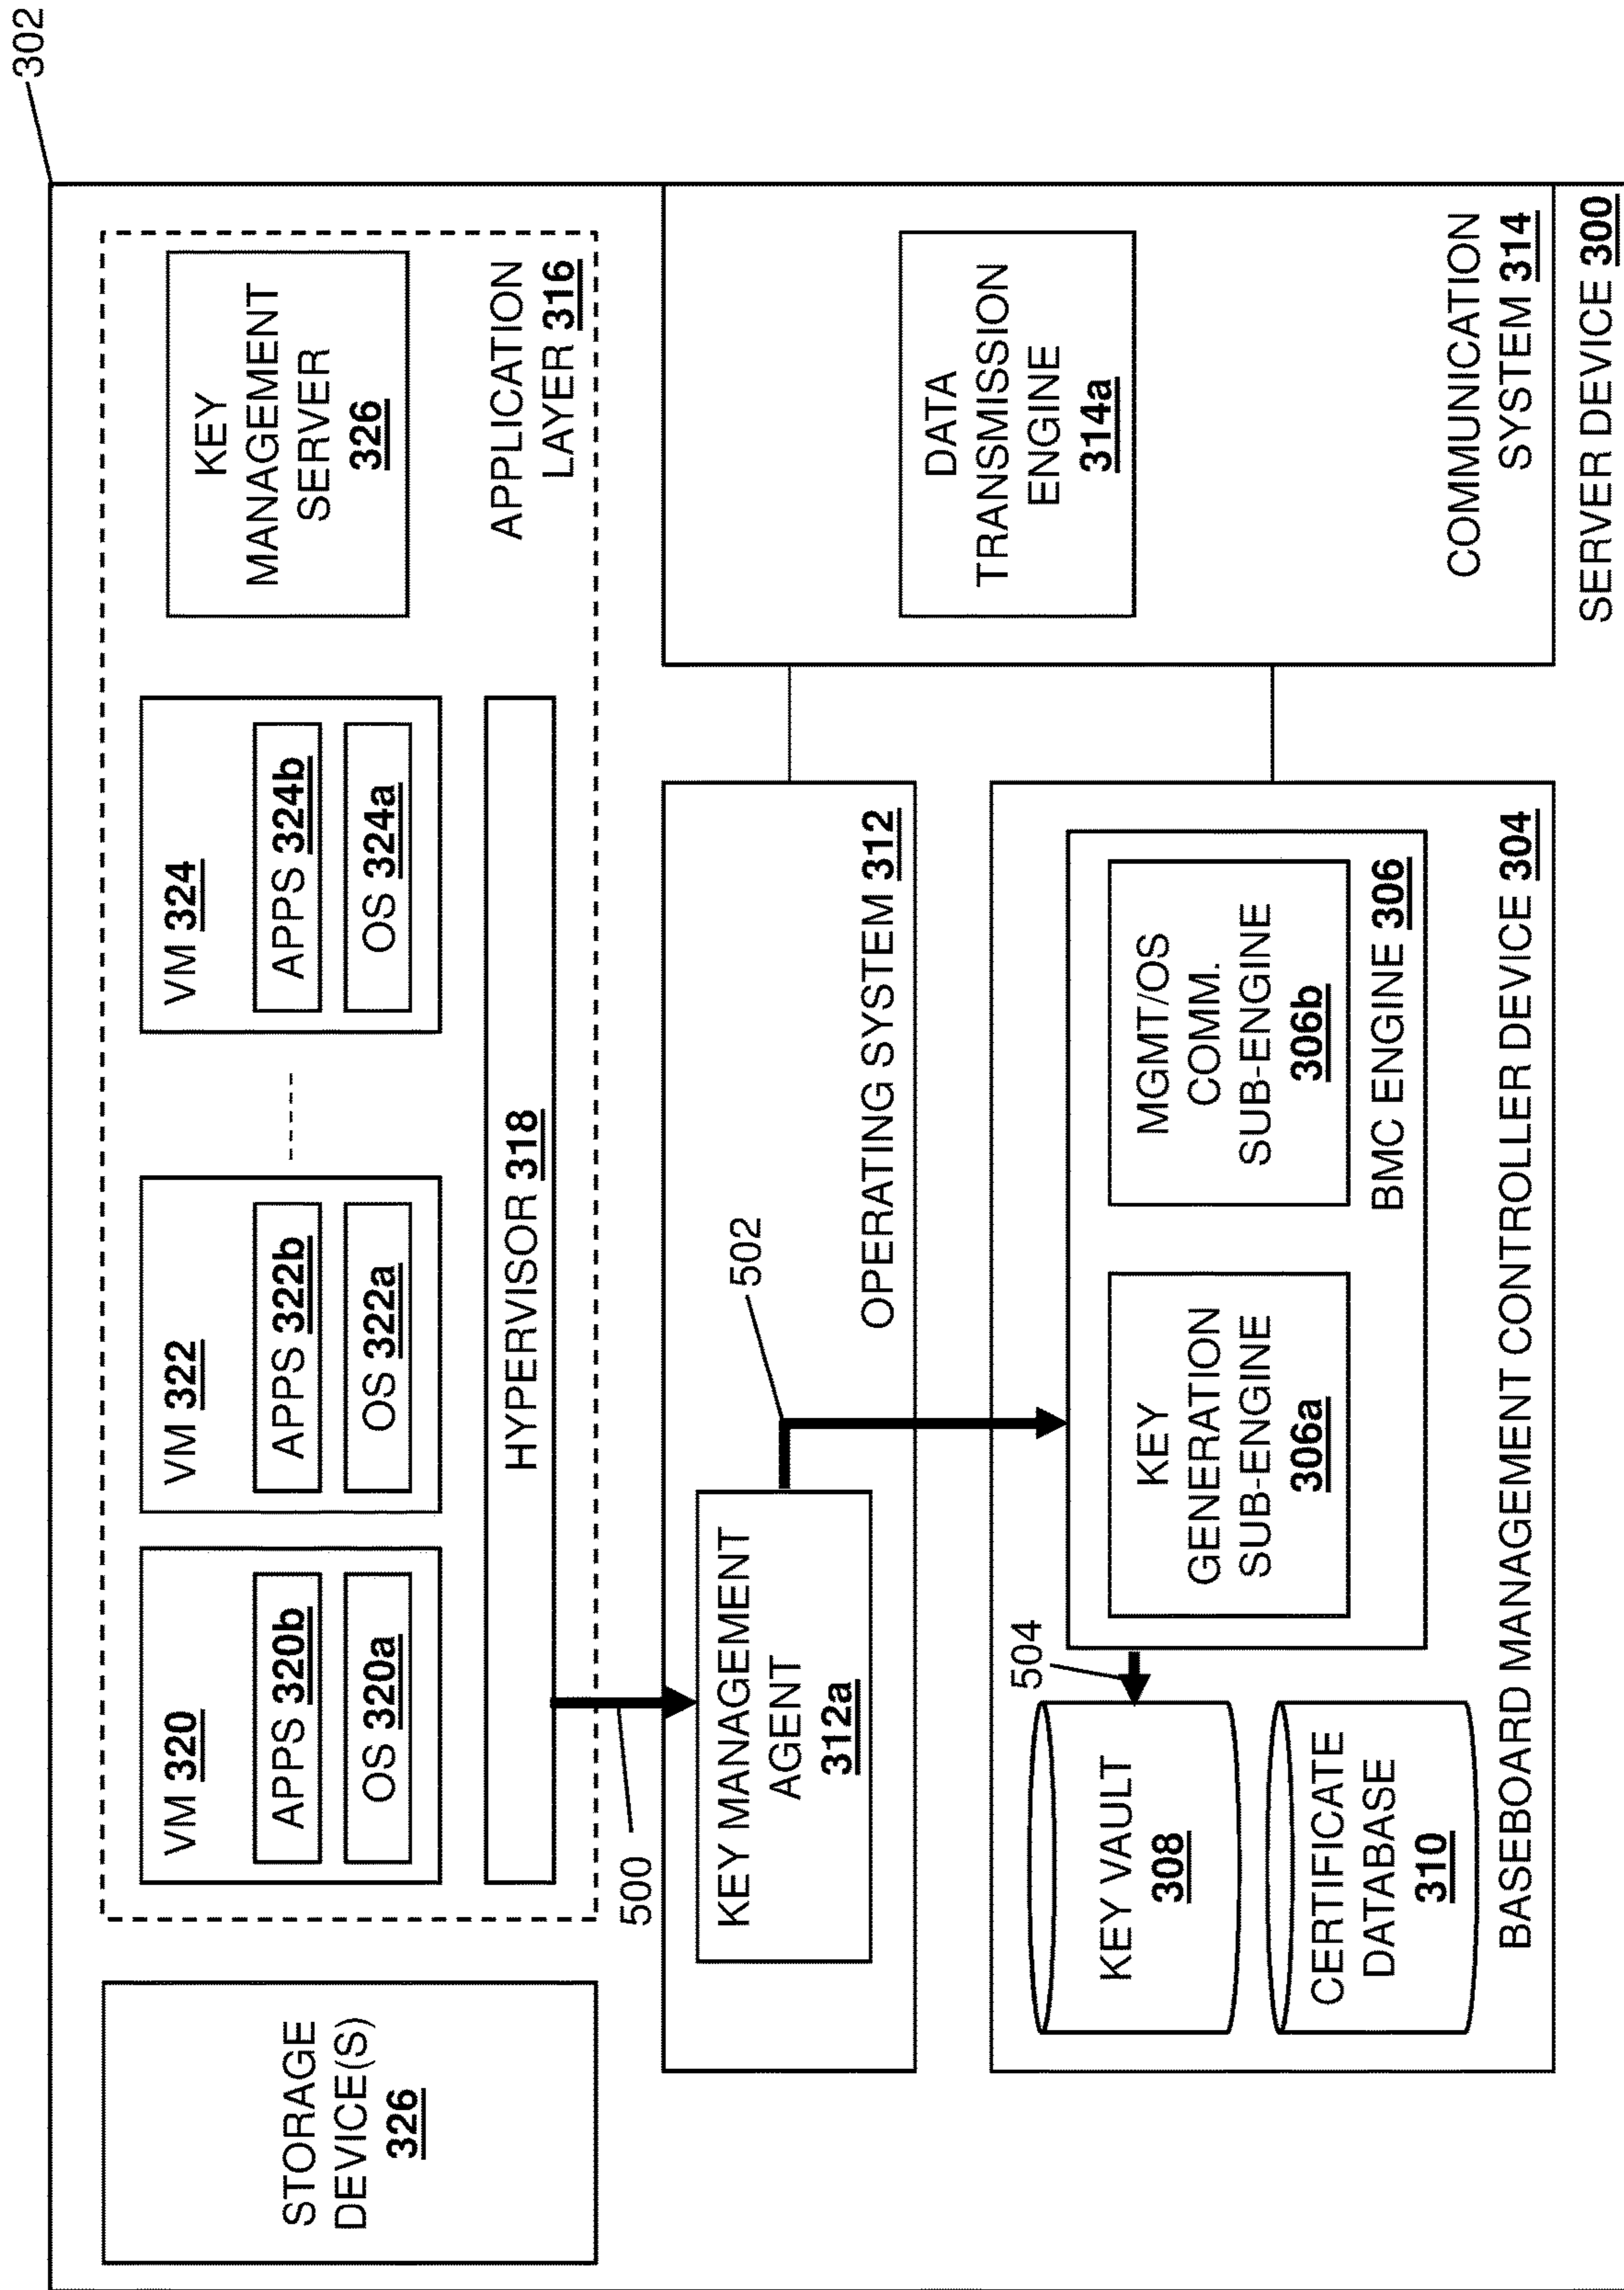 302
STORAGE
DEVICE(S)
326
VM 320
APPS 320b
OS 320a
VM 322
APPS 322b
OS 322a
VM 324
APPS 324b
OS 324a
HYPERVISOR 318
KEY
MANAGEMENT
SERVER
326
APPLICATION
LAYER 316
500
KEY MANAGEMENT
AGENT
312a
502
OPERATING SYSTEM 312
KEY VAULT
308
CERTIFICATE
DATABASE
310
504
KEY
GENERATION
SUB-ENGINE
306a
MGMT/OS
COMM.
SUB-ENGINE
306b
BMC ENGINE 306
BASEBOARD MANAGEMENT CONTROLLER DEVICE 304
DATA
TRANSMISSION
ENGINE
314a
COMMUNICATION
SYSTEM 314
SERVER DEVICE 300